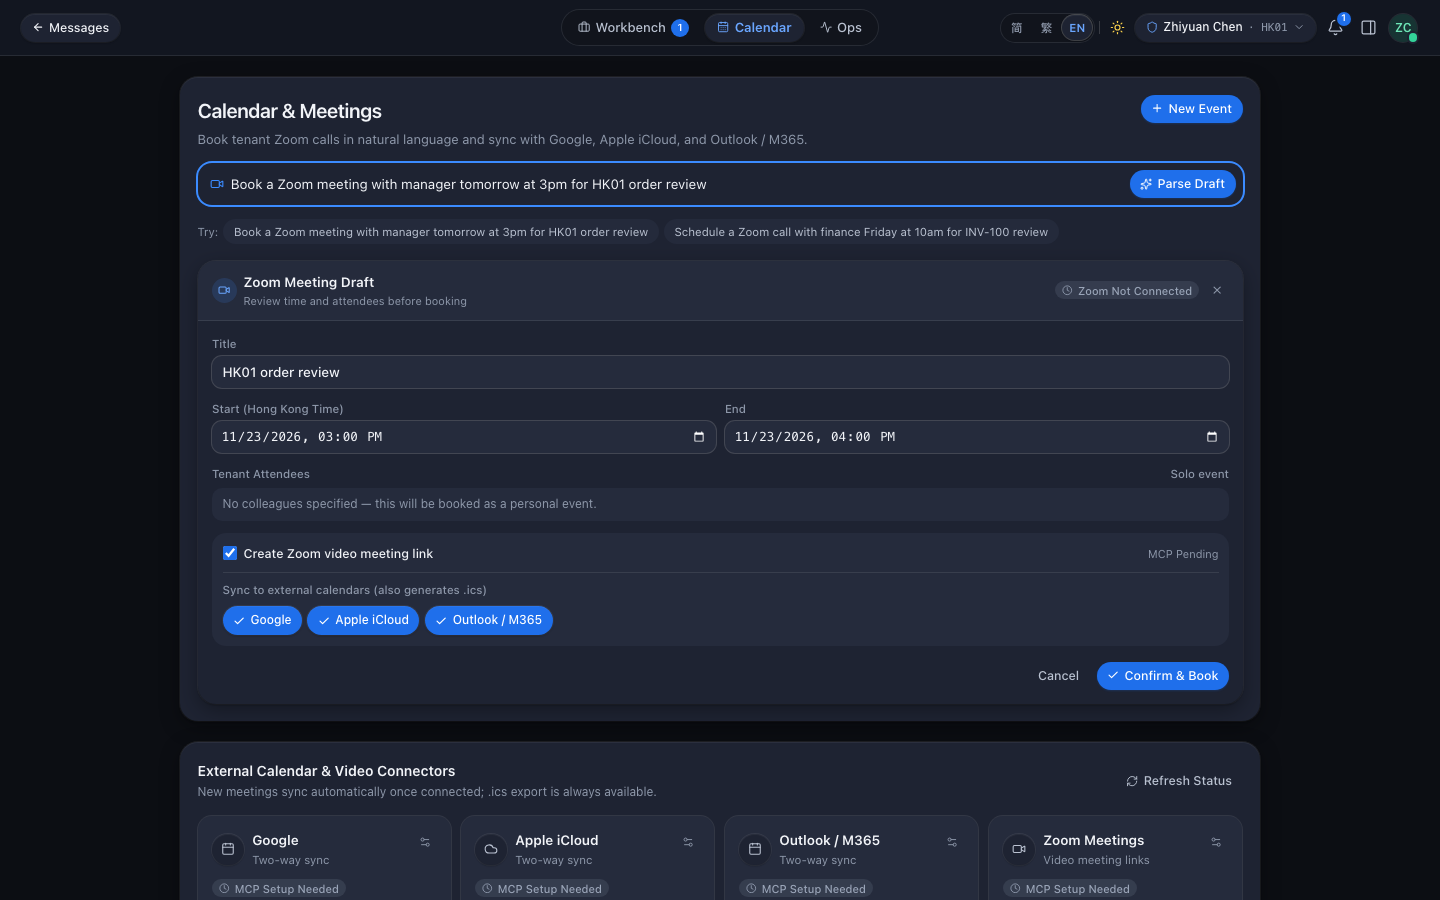 Messages
Workbench 1
Calendar
Ops
简 繁 EN
Zhiyuan Chen · HK01
1
ZC
Calendar & Meetings
New Event
Book tenant Zoom calls in natural language and sync with Google, Apple iCloud, and Outlook / M365.
Book a Zoom meeting with manager tomorrow at 3pm for HK01 order review
Parse Draft
Try: Book a Zoom meeting with manager tomorrow at 3pm for HK01 order review Schedule a Zoom call with finance Friday at 10am for INV-100 review
Zoom Meeting Draft
Review time and attendees before booking
Zoom Not Connected
Title
HK01 order review
Start (Hong Kong Time) End
11/23/2026, 03:00 PM 11/23/2026, 04:00 PM
Tenant Attendees Solo event
No colleagues specified — this will be booked as a personal event.
Create Zoom video meeting link MCP Pending
Sync to external calendars (also generates .ics)
Google Apple iCloud Outlook / M365
Cancel Confirm & Book
External Calendar & Video Connectors
New meetings sync automatically once connected; .ics export is always available.
Refresh Status
Google Apple iCloud Outlook / M365 Zoom Meetings
Two-way sync Two-way sync Two-way sync Video meeting links
MCP Setup Needed MCP Setup Needed MCP Setup Needed MCP Setup Needed